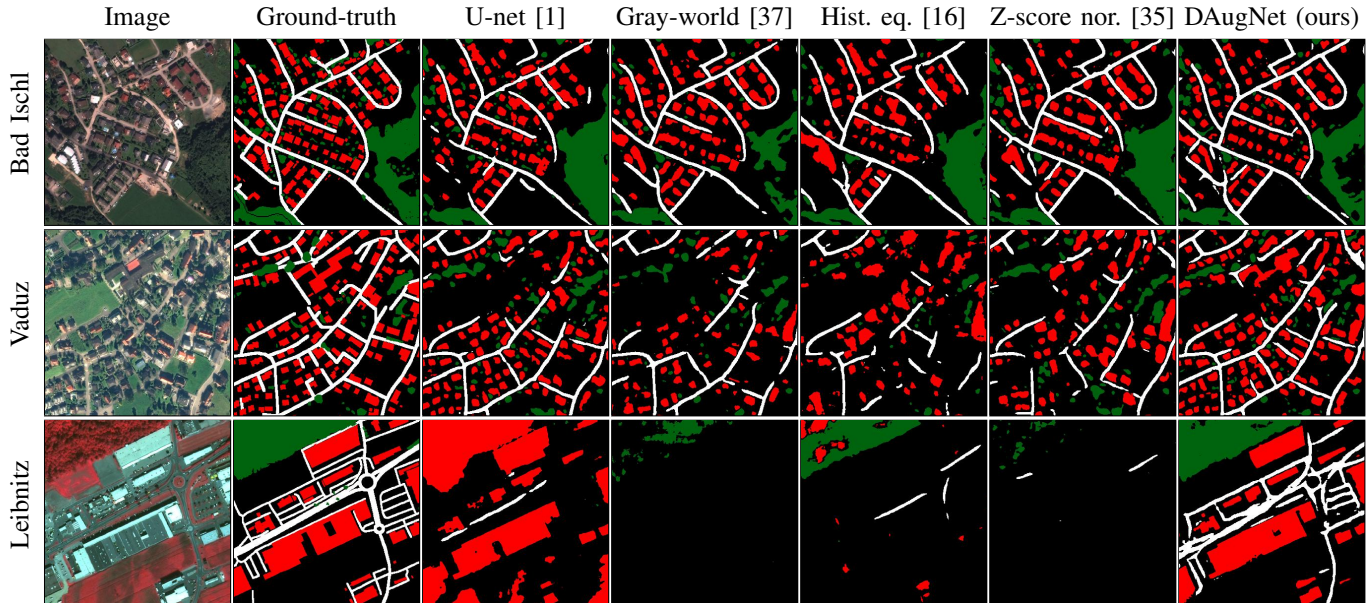 Image Ground-truth U-net [1] Gray-world [37] Hist. eq. [16] Z-score nor. [35] DAugNet (ours)
Bad Ischl
Vaduz
Leibnitz